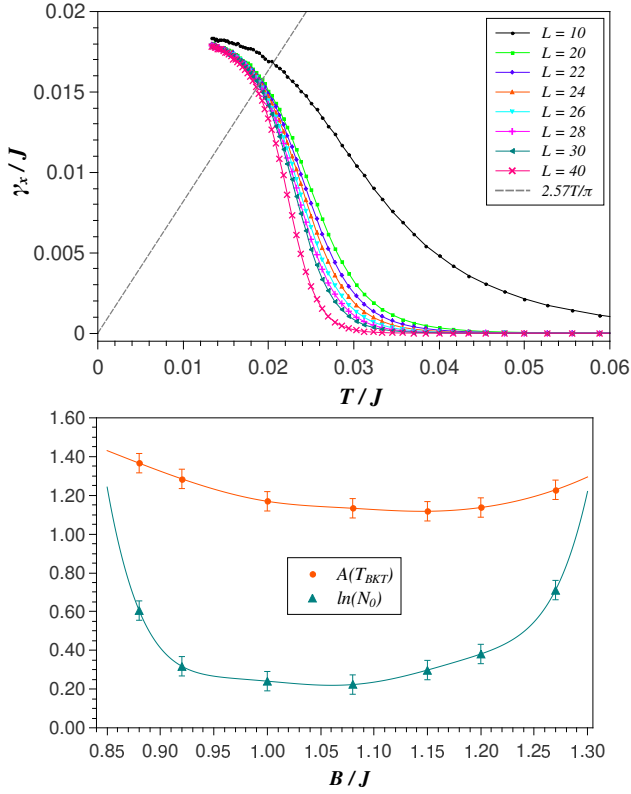 0.02
0.015
0.01
0.005
0
γx / J
0
0.01
0.02
0.03
0.04
0.05
0.06
T / J
L = 10
L = 20
L = 22
L = 24
L = 26
L = 28
L = 30
L = 40
2.57T/π
1.60
1.40
1.20
1.00
0.80
0.60
0.40
0.20
0.00
A(TBKT)
ln(N0)
0.85
0.90
0.95
1.00
1.05
1.10
1.15
1.20
1.25
1.30
B / J